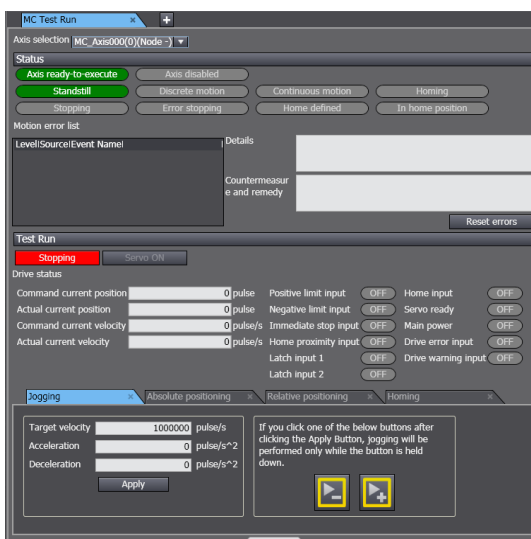 MC Test Run × +
Axis selection MC_Axis000(0)(Node -)
Status
Axis ready-to-execute Axis disabled
Standstill Discrete motion Continuous motion Homing
Stopping Error stopping Home defined In home position
Motion error list
Level|Source|Event Name|
Details
Countermeasur
e and remedy
Reset errors
Test Run
Stopping Servo ON
Drive status
Command current position 0 pulse Positive limit input OFF Home input OFF
Actual current position 0 pulse Negative limit input OFF Servo ready OFF
Command current velocity 0 pulse/s Immediate stop input OFF Main power OFF
Actual current velocity 0 pulse/s Home proximity input OFF Drive error input OFF
Latch input 1 OFF Drive warning input OFF
Latch input 2 OFF
Jogging × Absolute positioning × Relative positioning × Homing ×
Target velocity 1000000 pulse/s
Acceleration 0 pulse/s^2
Deceleration 0 pulse/s^2
Apply
If you click one of the below buttons after
clicking the Apply Button, jogging will be
performed only while the button is held
down.